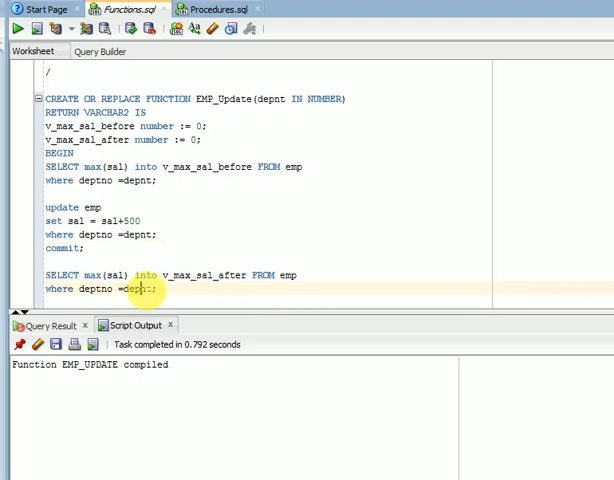 Start Page Functions.sql Procedures.sql
Worksheet Query Builder
/
CREATE OR REPLACE FUNCTION EMP_Update(depnt IN NUMBER)
RETURN VARCHAR2 IS
v_max_sal_before number := 0;
v_max_sal_after number := 0;
BEGIN
SELECT max(sal) into v_max_sal_before FROM emp
where deptno =depnt;
update emp
set sal = sal+500
where deptno =depnt;
commit;
SELECT max(sal) into v_max_sal_after FROM emp
where deptno =depnt;
Query Result x Script Output x
Task completed in 0.792 seconds
Function EMP_UPDATE compiled